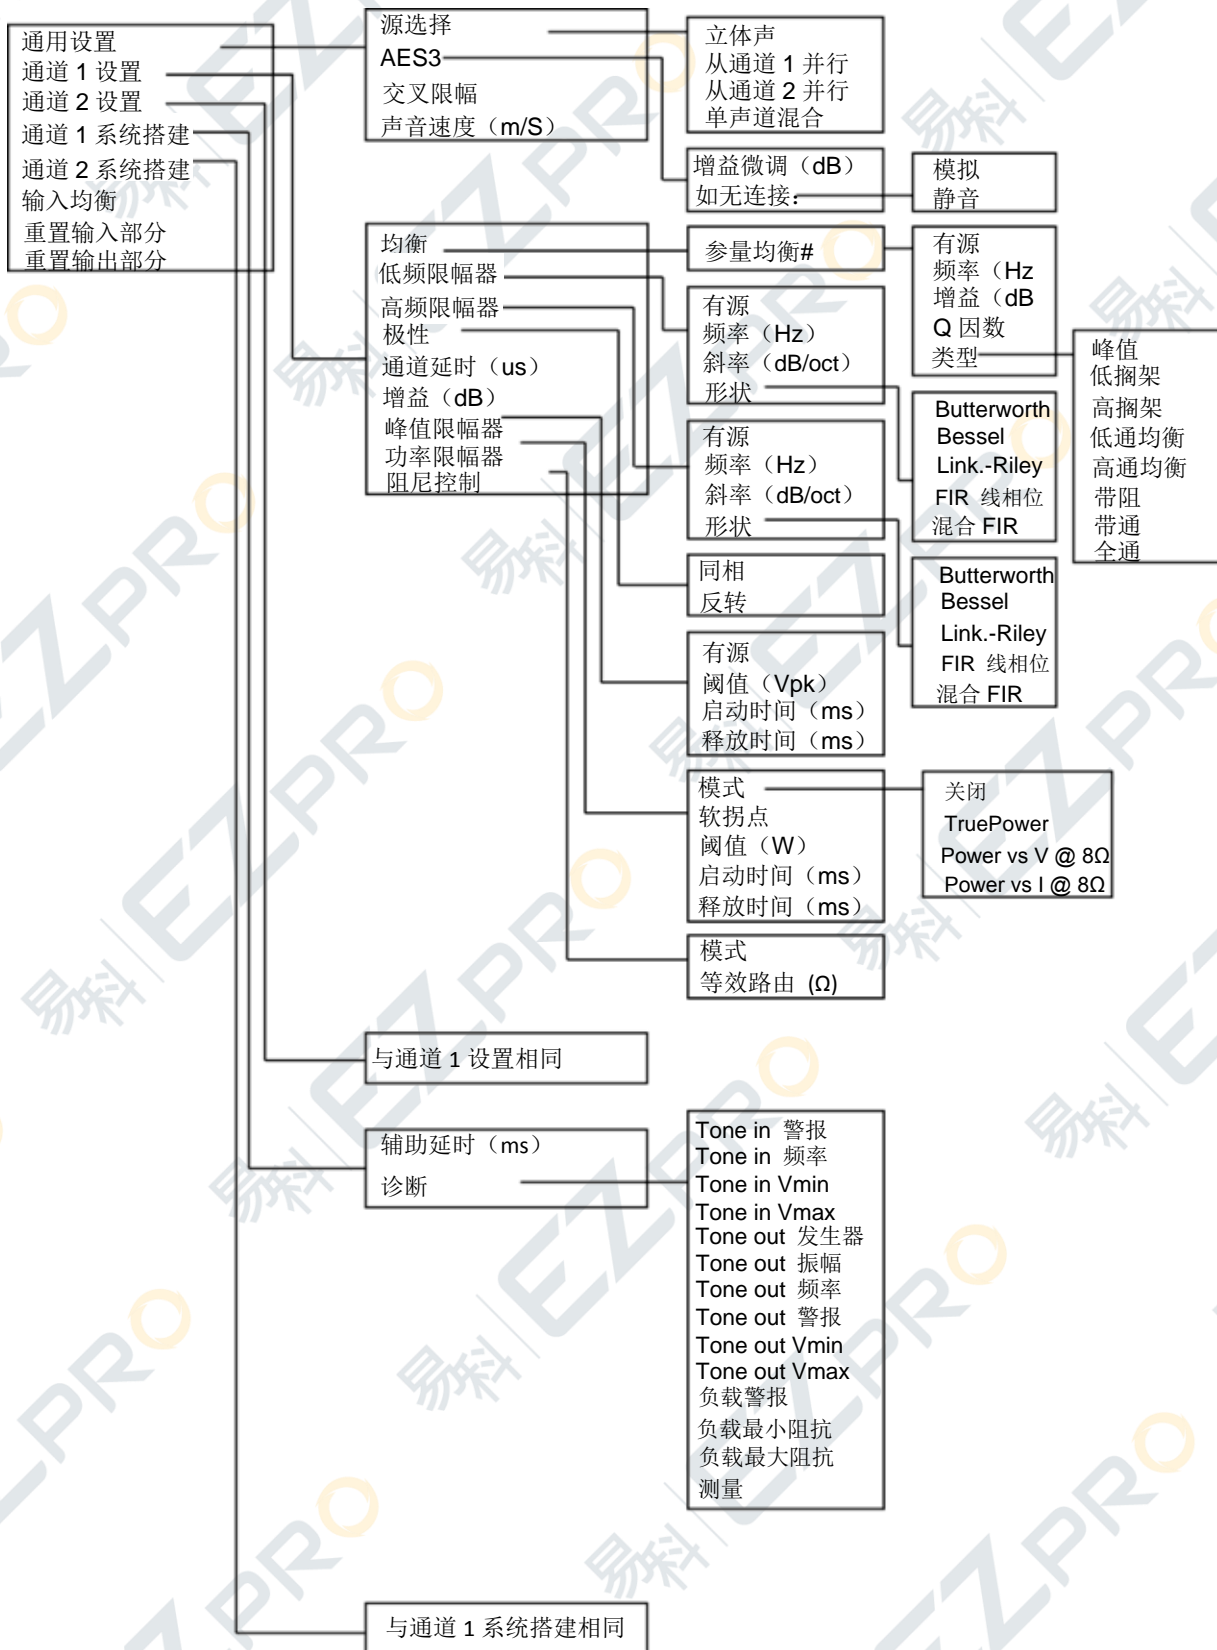 通用设置
通道 1 设置
通道 2 设置
通道 1 系统搭建
通道 2 系统搭建
输入均衡
重置输入部分
重置输出部分
源选择
AES3
交叉限幅
声音速度（m/S）
立体声
从通道 1 并行
从通道 2 并行
单声道混合
增益微调（dB）
如无连接：
模拟
静音
均衡
低频限幅器
高频限幅器
极性
通道延时（us）
增益（dB）
峰值限幅器
功率限幅器
阻尼控制
参量均衡#
有源
频率（Hz
增益（dB
Q 因数
类型
峰值
低搁架
高搁架
低通均衡
高通均衡
带阻
带通
全通
有源
频率（Hz）
斜率（dB/oct）
形状
Butterworth
Bessel
Link.-Riley
FIR 线相位
混合 FIR
有源
频率（Hz）
斜率（dB/oct）
形状
Butterworth
Bessel
Link.-Riley
FIR 线相位
混合 FIR
同相
反转
有源
阈值（Vpk）
启动时间（ms）
释放时间（ms）
模式
软拐点
阈值（W）
启动时间（ms）
释放时间（ms）
关闭
TruePower
Power vs V @ 8Ω
Power vs I @ 8Ω
模式
等效路由 (Ω)
与通道 1 设置相同
辅助延时（ms）
诊断
Tone in 警报
Tone in 频率
Tone in Vmin
Tone in Vmax
Tone out 发生器
Tone out 振幅
Tone out 频率
Tone out 警报
Tone out Vmin
Tone out Vmax
负载警报
负载最小阻抗
负载最大阻抗
测量
与通道 1 系统搭建相同
易科 EZPRO